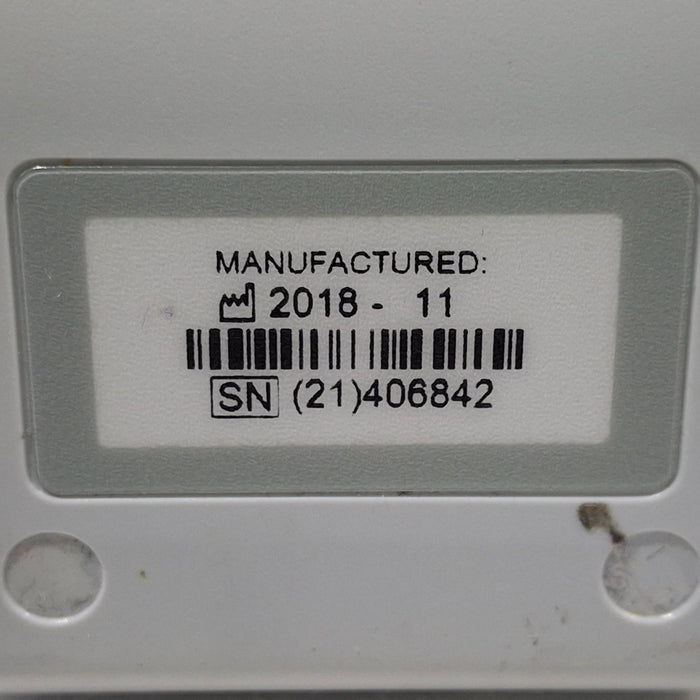 MANUFACTURED:
2018 - 11
SN (21)406842